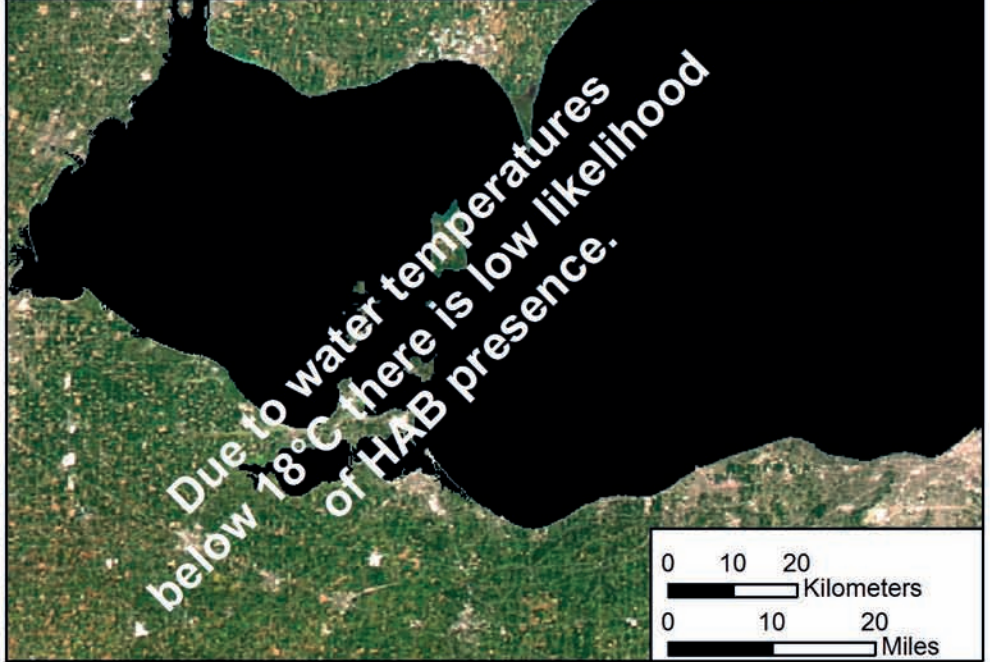 Due to water temperatures
below 18°C there is low likelihood
of HAB presence.
0 10 20
Kilometers
0 10 20
Miles